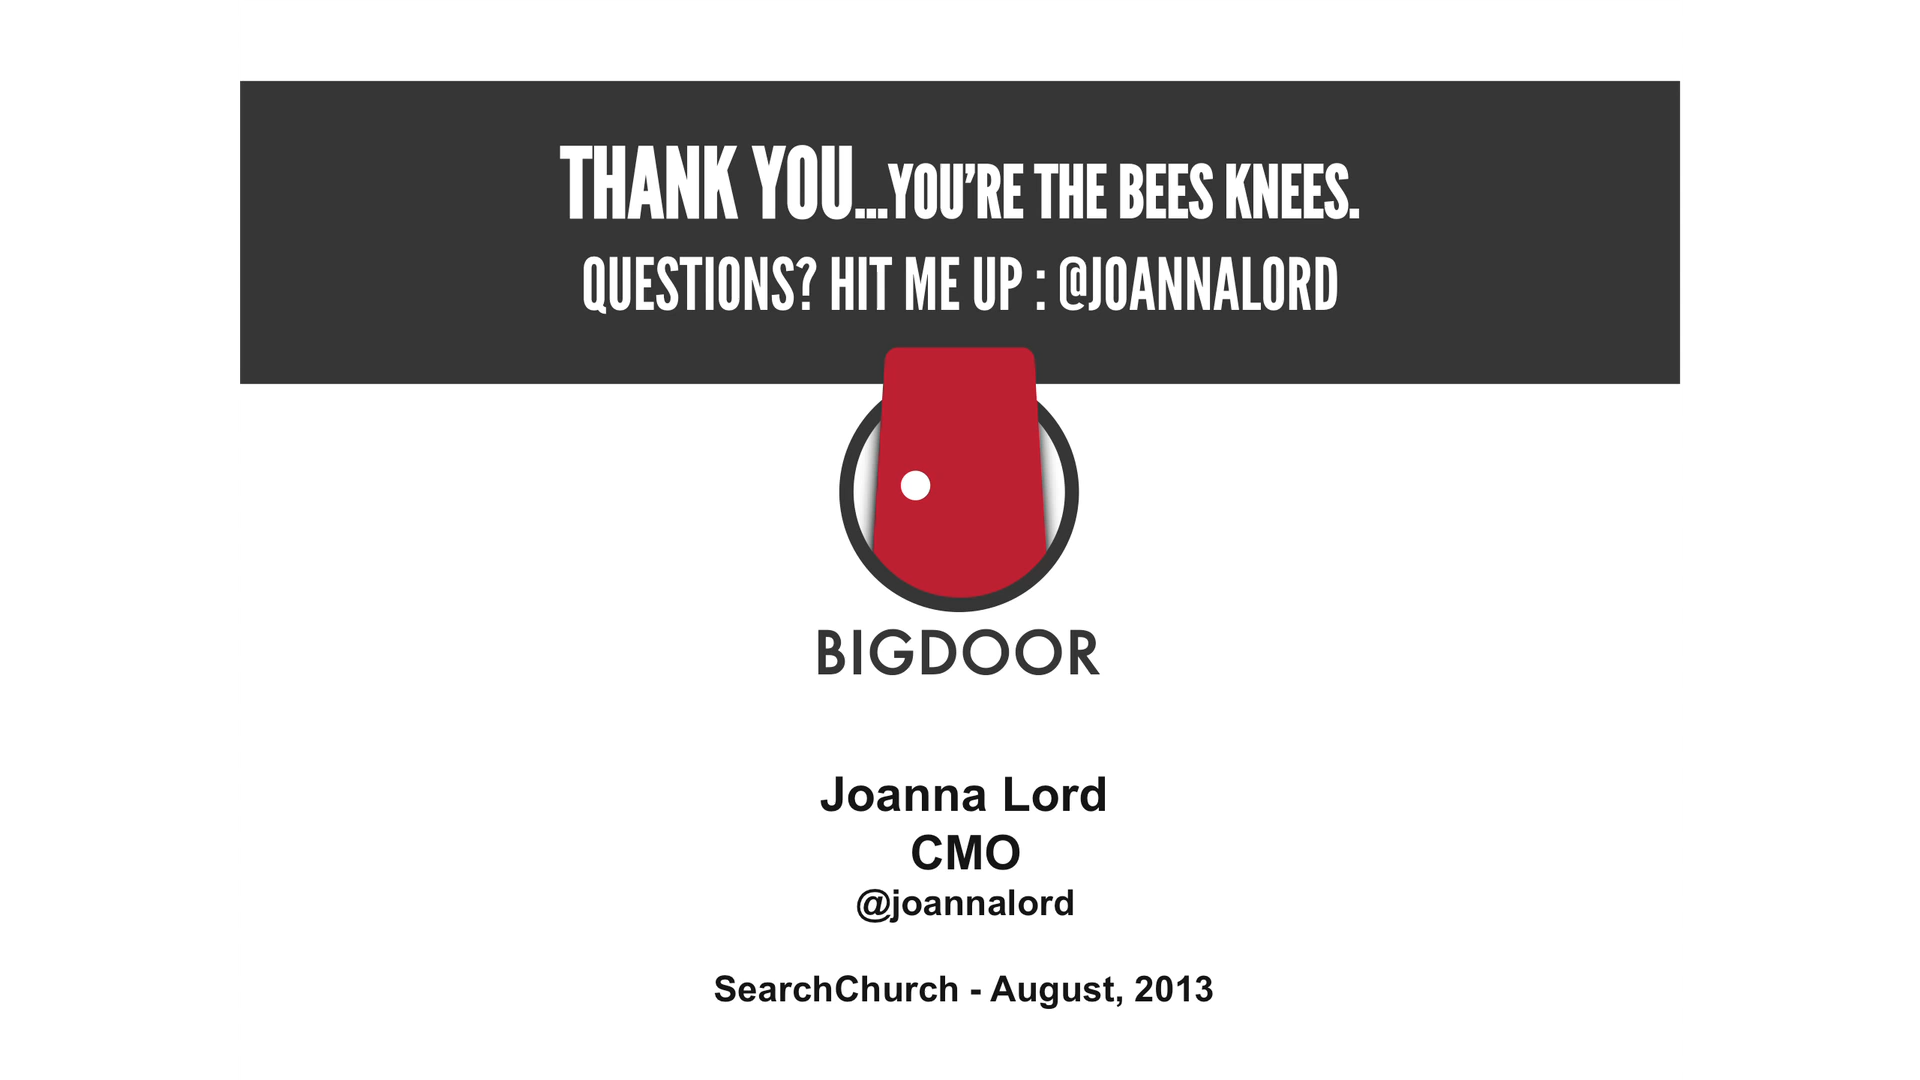 THANK YOU...YOU'RE THE BEES KNEES.
QUESTIONS? HIT ME UP : @JOANNALORD
BIGDOOR
Joanna Lord
CMO
@joannalord
SearchChurch - August, 2013